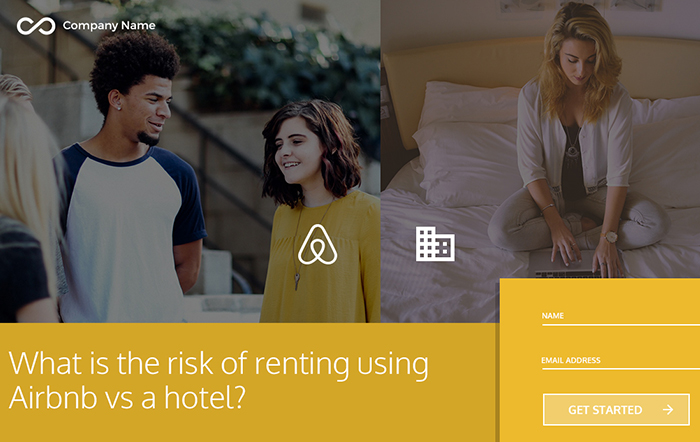 Company Name
What is the risk of renting using
Airbnb vs a hotel?
NAME
EMAIL ADDRESS
GET STARTED